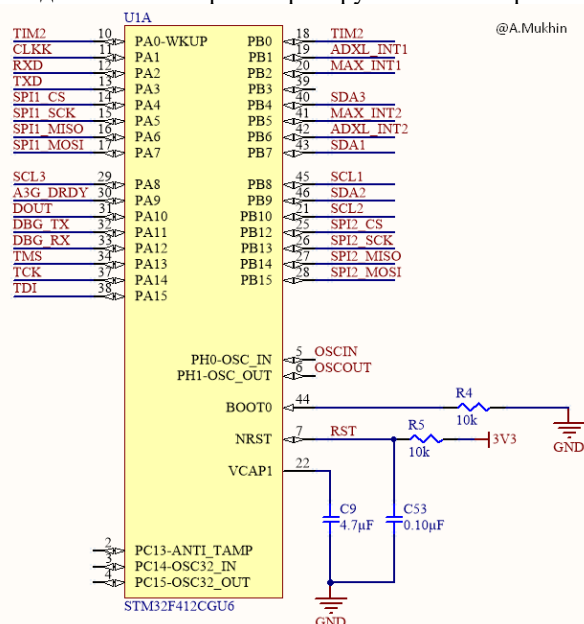 U1A
@A.Mukhin
TIM2 10 PA0-WKUP PB0 18 TIM2
CLKK 11 PA1 PB1 19 ADXL_INT1
RXD 12 PA2 PB2 20 MAX_INT1
TXD 13 PA3 PB3 39
SPI1_CS 14 PA4 PB4 40 SDA3
SPI1_SCK 15 PA5 PB5 41 MAX_INT2
SPI1_MISO 16 PA6 PB6 42 ADXL_INT2
SPI1_MOSI 17 PA7 PB7 43 SDA1
SCL3 29 PA8 PB8 45 SCL1
A3G_DRDY 30 PA9 PB9 46 SDA2
DOUT 31 PA10 PB10 21 SCL2
DBG_TX 32 PA11 PB12 25 SPI2_CS
DBG_RX 33 PA12 PB13 26 SPI2_SCK
TMS 34 PA13 PB14 27 SPI2_MISO
TCK 37 PA14 PB15 28 SPI2_MOSI
TDI 38 PA15
PH0-OSC_IN 5 OSCIN
PH1-OSC_OUT 6 OSCOUT
BOOT0 44 R4 10k GND
NRST 7 RST R5 10k 3V3
VCAP1 22
C9 4.7µF C53 0.10µF
2 PC13-ANTI_TAMP
3 PC14-OSC32_IN
4 PC15-OSC32_OUT
STM32F412CGU6
GND